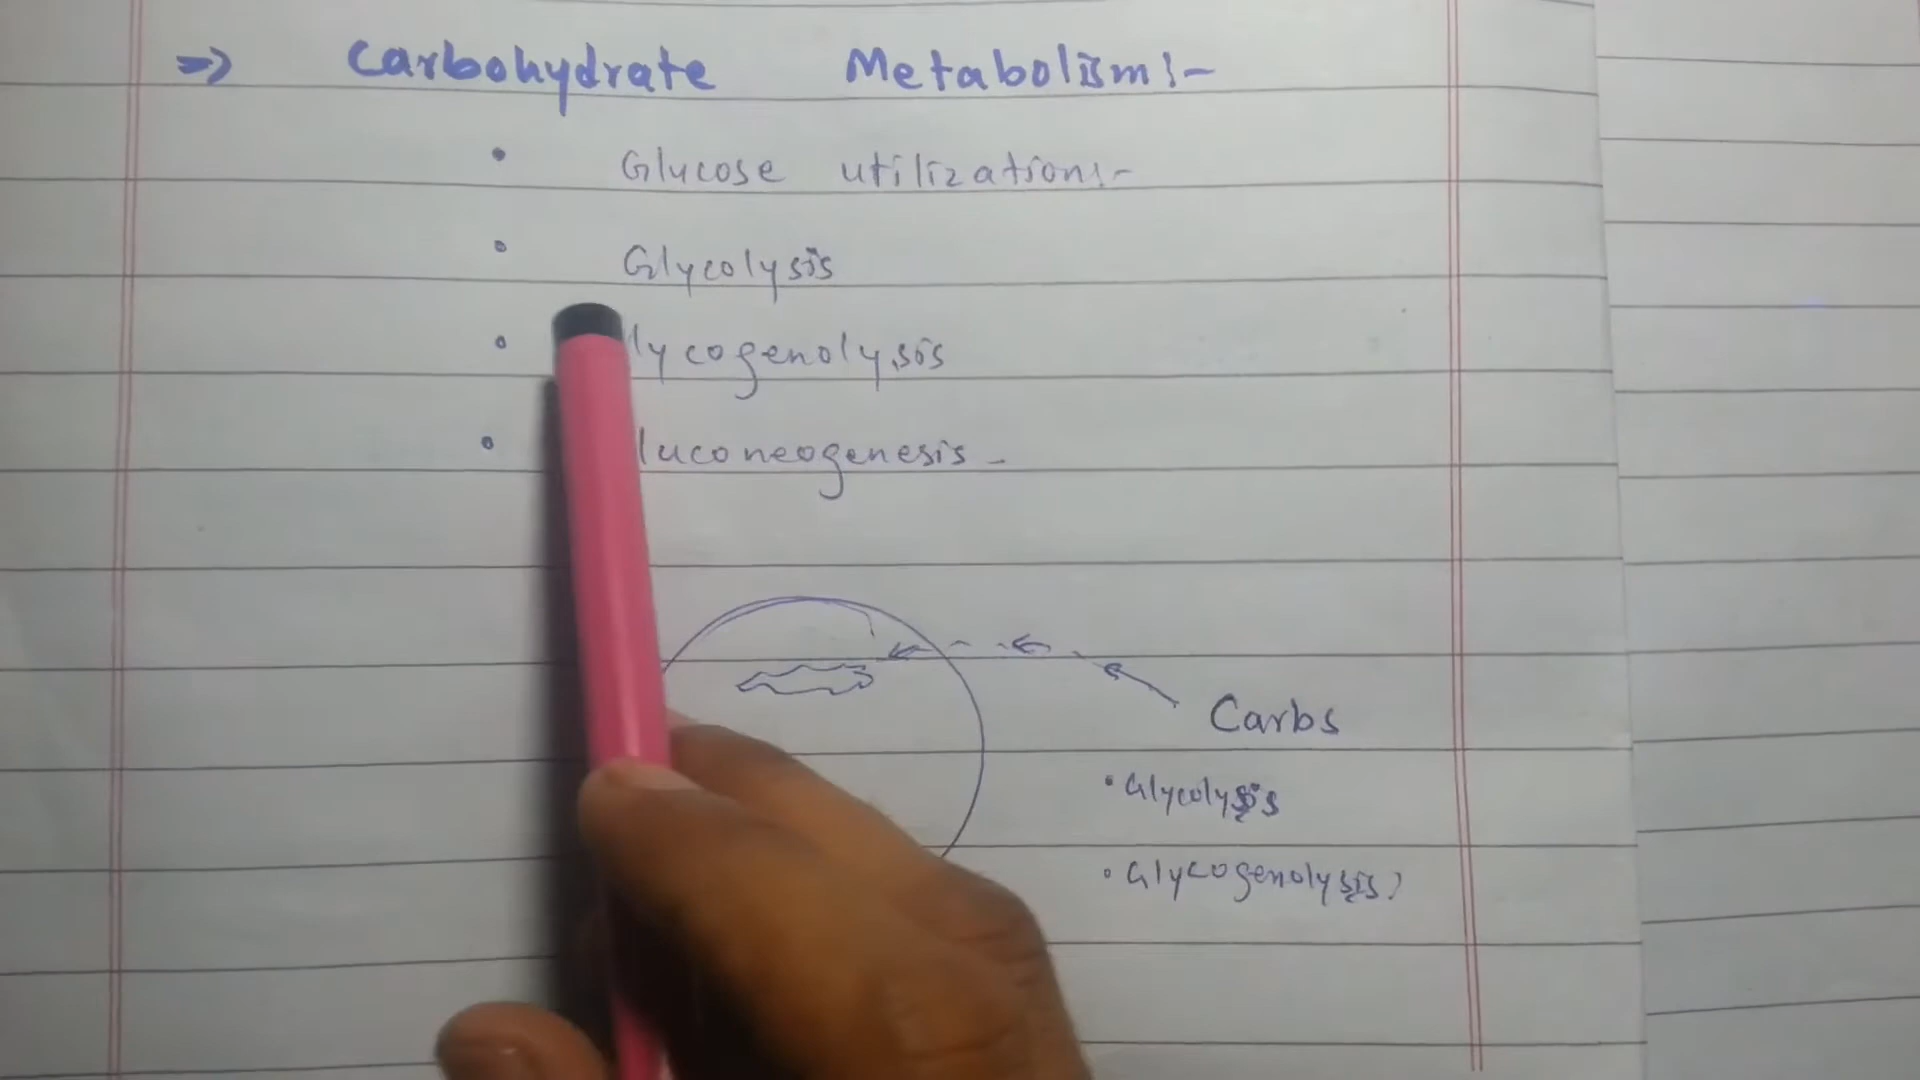 => Carbohydrate Metabolism:-
• Glucose utilization:-
• Glycolysis
• lycogenolysis
• luconeogenesis -
Carbs
• Glycolysis
• Glycogenolysis